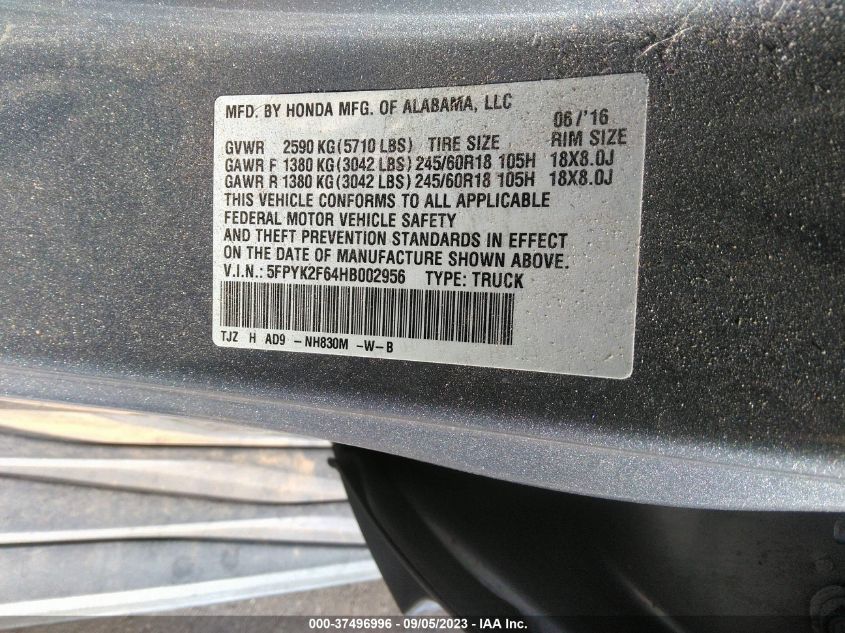 MFD. BY HONDA MFG. OF ALABAMA, LLC
06/'16
GVWR 2590 KG(5710 LBS) TIRE SIZE RIM SIZE
GAWR F 1380 KG(3042 LBS) 245/60R18 105H 18X8.0J
GAWR R 1380 KG(3042 LBS) 245/60R18 105H 18X8.0J
THIS VEHICLE CONFORMS TO ALL APPLICABLE
FEDERAL MOTOR VEHICLE SAFETY
AND THEFT PREVENTION STANDARDS IN EFFECT
ON THE DATE OF MANUFACTURE SHOWN ABOVE.
V.I.N.: 5FPYK2F64HB002956 TYPE: TRUCK
TJZ H AD9 -NH830M -W-B
000-37496996 - 09/05/2023 - IAA Inc.